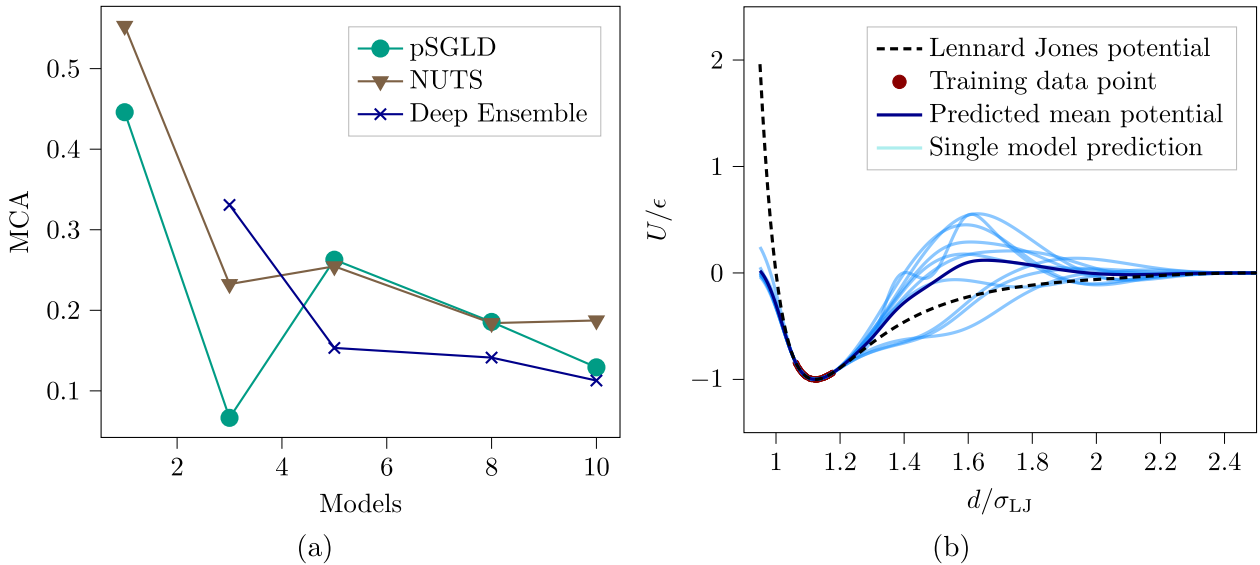 pSGLD
NUTS
Deep Ensemble
MCA
0.5
0.4
0.3
0.2
0.1
2 4 6 8 10
Models
(a)
Lennard Jones potential
Training data point
Predicted mean potential
Single model prediction
U/ϵ
2
1
0
−1
1 1.2 1.4 1.6 1.8 2 2.2 2.4
d/σLJ
(b)